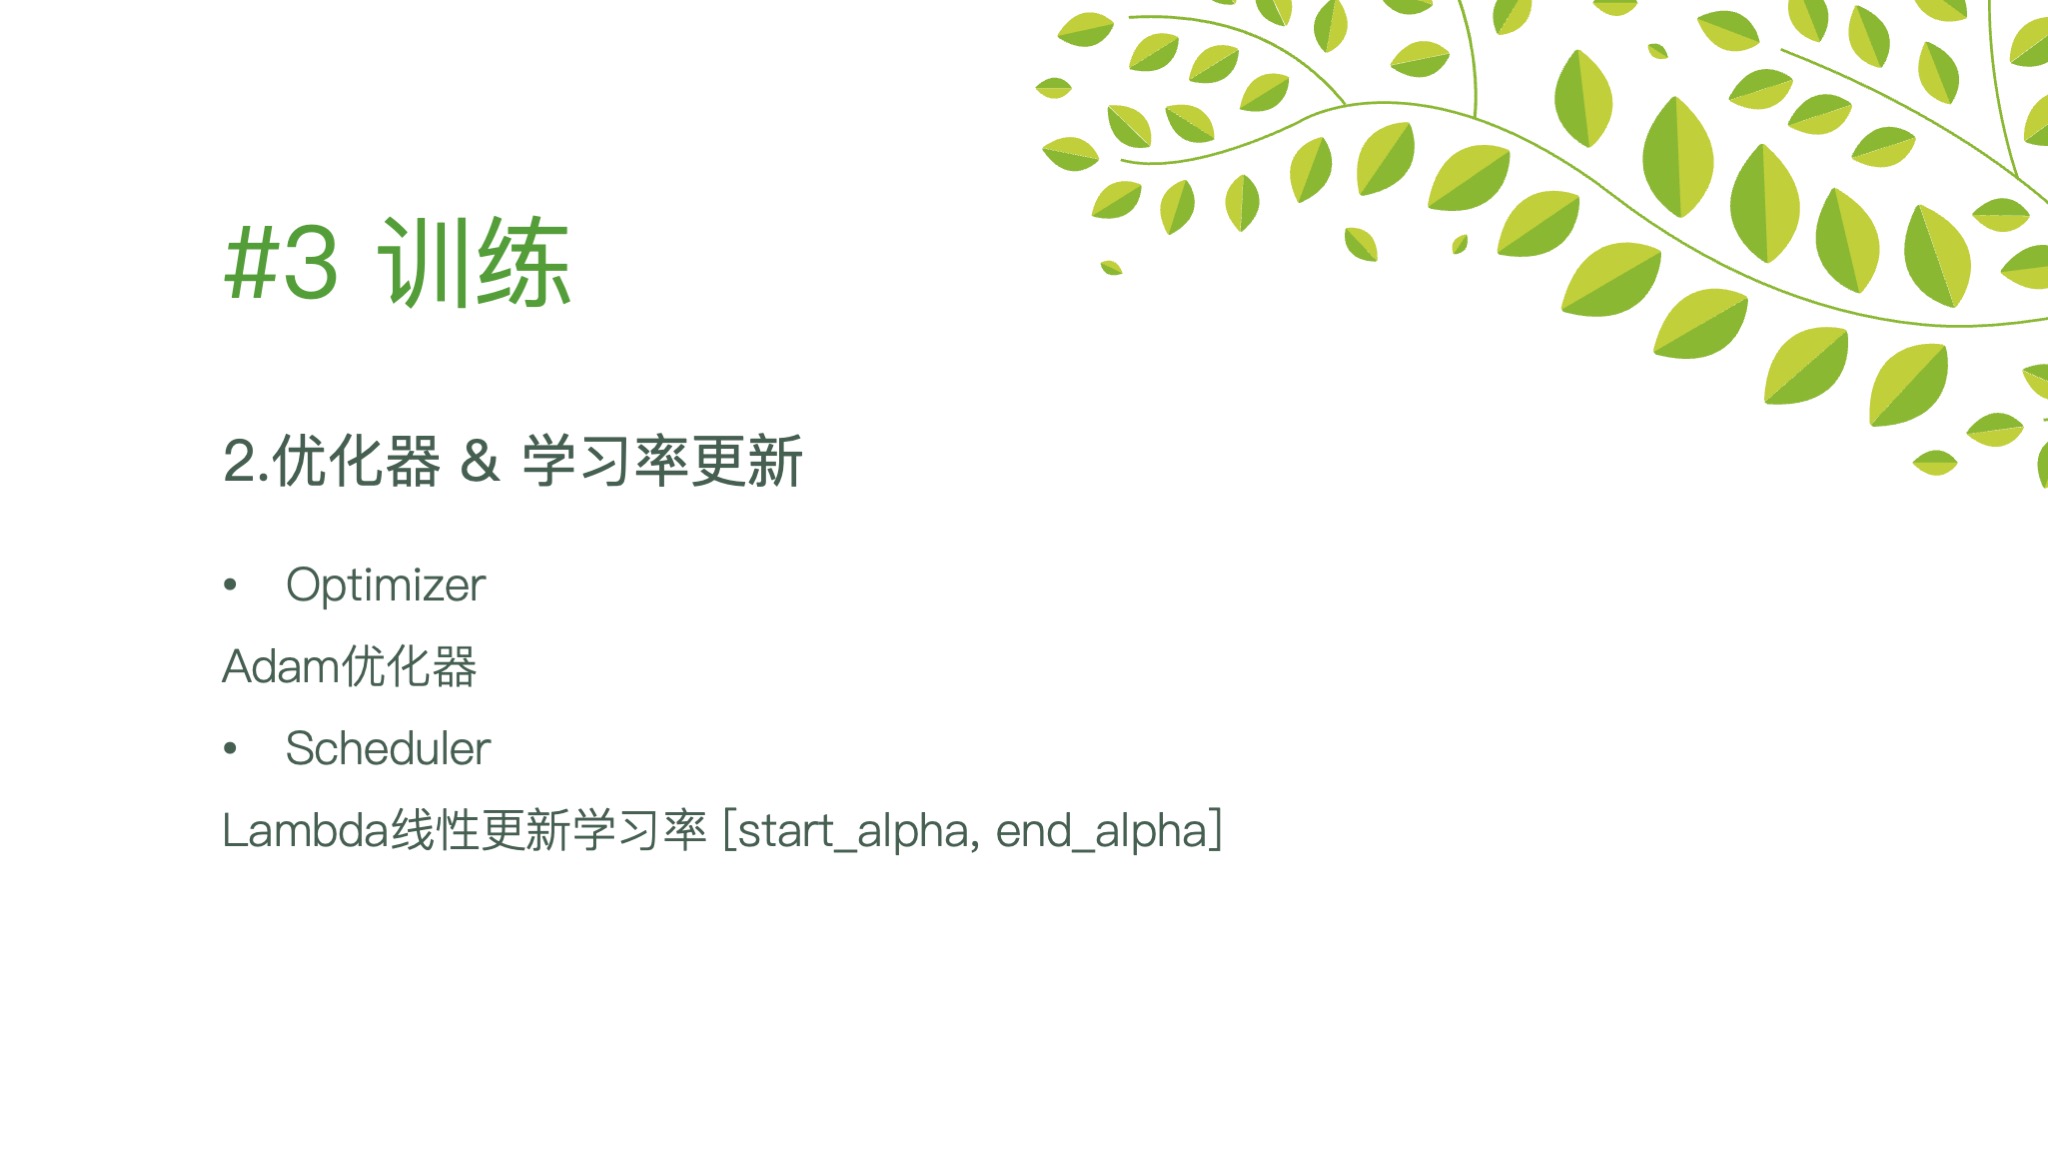 #3 训练
2.优化器 & 学习率更新
• Optimizer
Adam优化器
• Scheduler
Lambda线性更新学习率 [start_alpha, end_alpha]